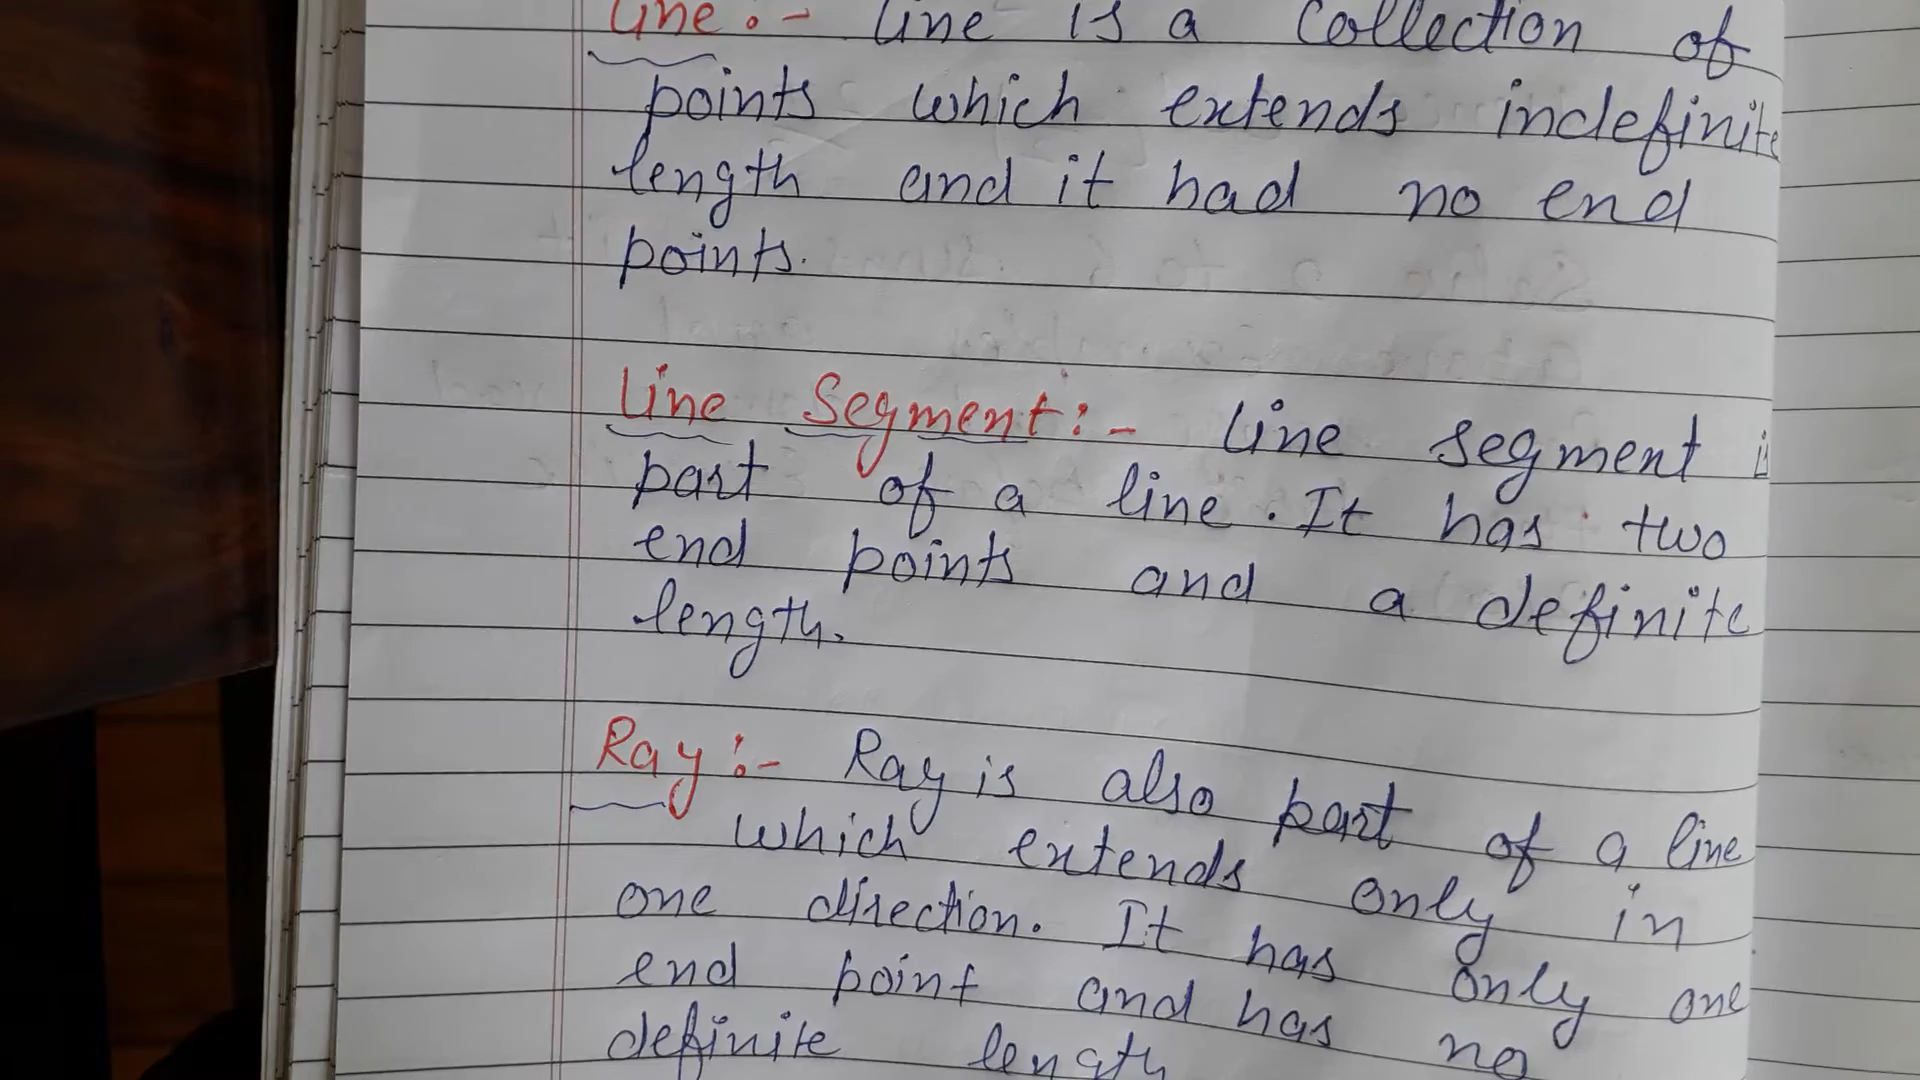 Line :- Line is a collection of
points which extends indefinite
length and it had no end
points.
Line Segment :- Line segment is
part of a line. It has two
end points and a definite
length.
Ray :- Ray is also part of a line
which extends only in
one direction. It has only one
end point and has no
definite length